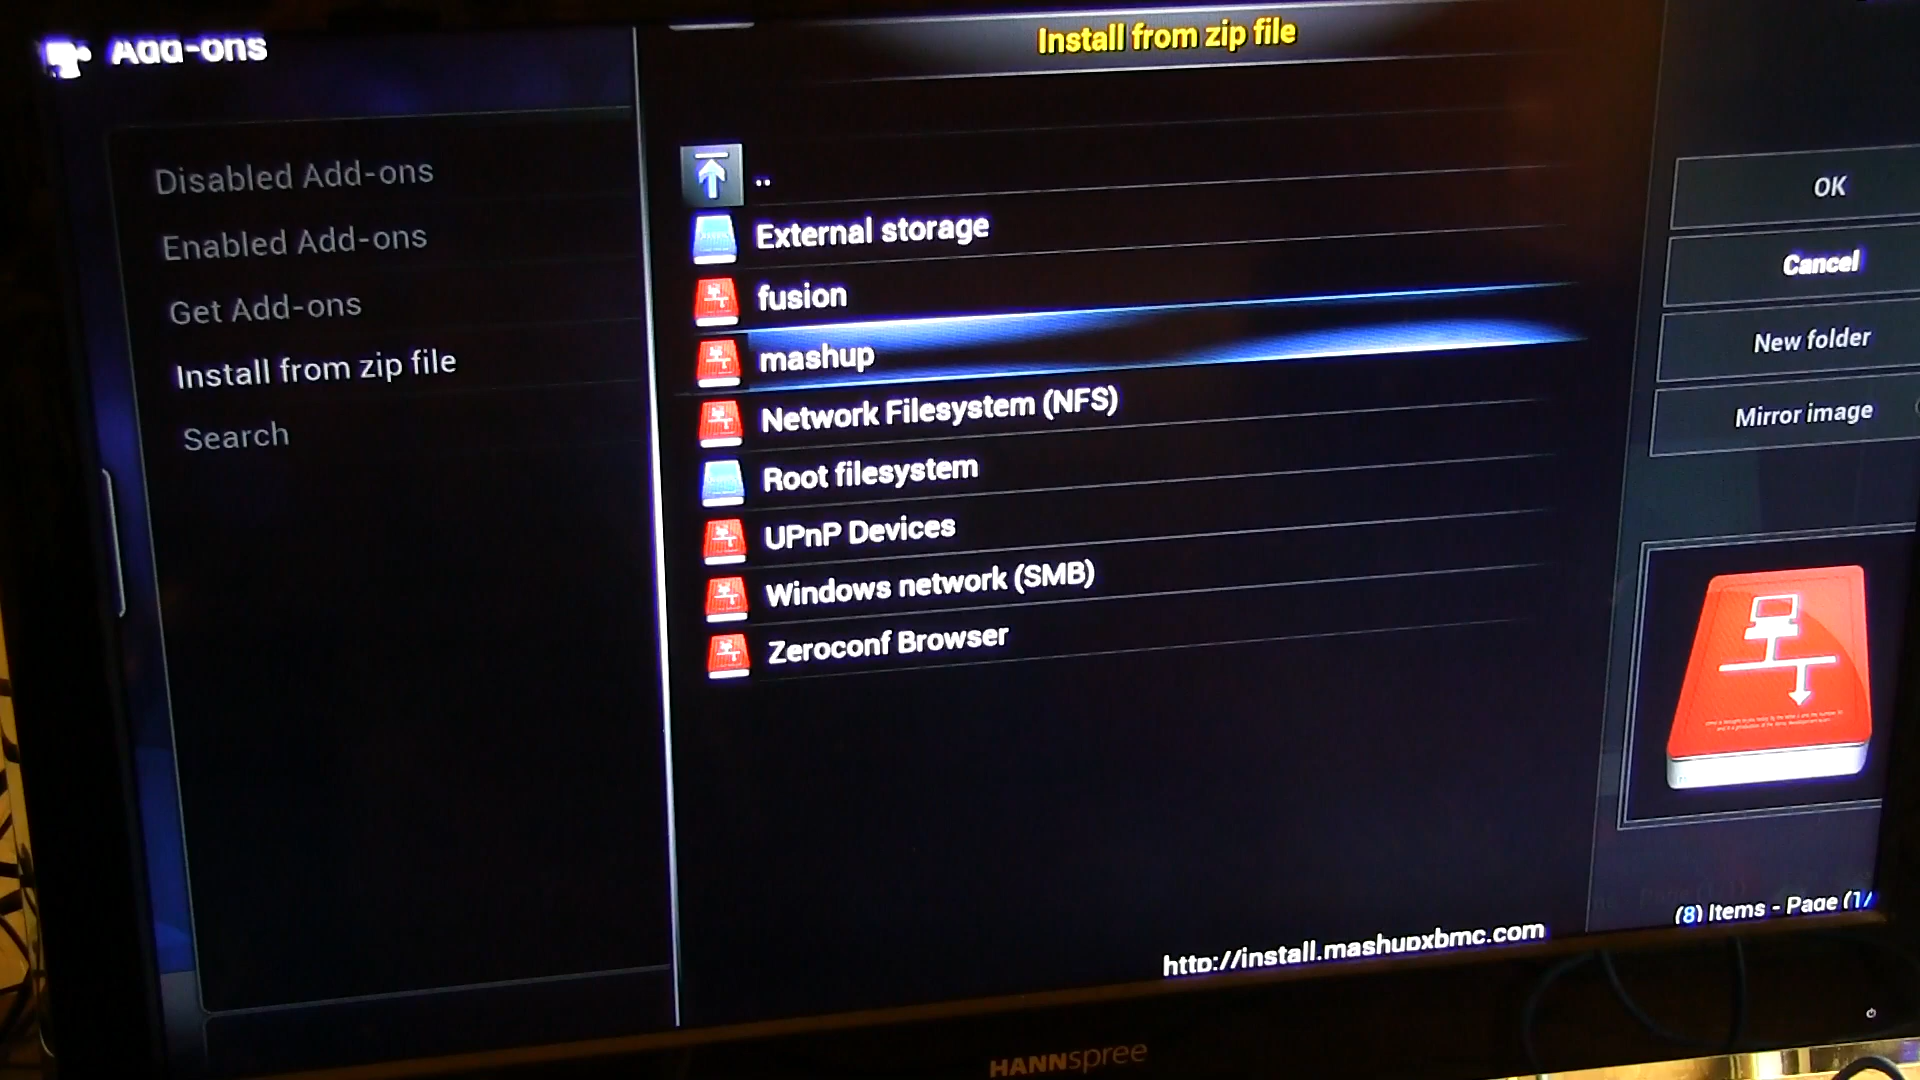 Add-ons
Install from zip file
Disabled Add-ons
Enabled Add-ons
Get Add-ons
Install from zip file
Search
..
External storage
fusion
mashup
Network Filesystem (NFS)
Root filesystem
UPnP Devices
Windows network (SMB)
Zeroconf Browser
OK
Cancel
New folder
Mirror image
(8) Items - Page (1/
http://install.mashupxbmc.com
HANNspree